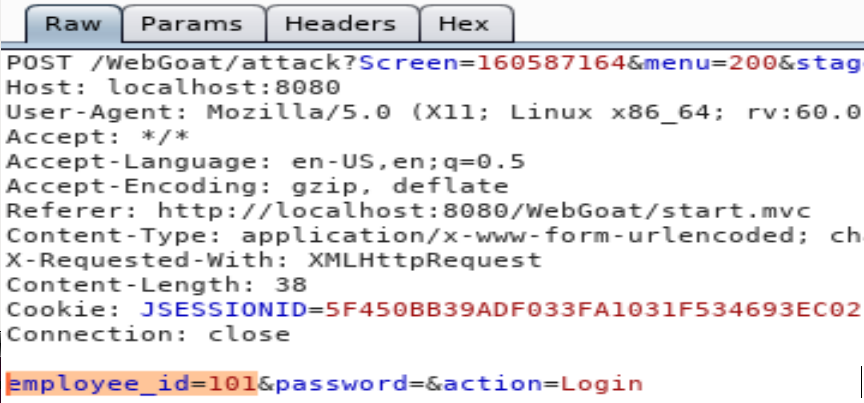 Raw Params Headers Hex
POST /WebGoat/attack?Screen=160587164&menu=200&stag
Host: localhost:8080
User-Agent: Mozilla/5.0 (X11; Linux x86_64; rv:60.0
Accept: */*
Accept-Language: en-US,en;q=0.5
Accept-Encoding: gzip, deflate
Referer: http://localhost:8080/WebGoat/start.mvc
Content-Type: application/x-www-form-urlencoded; cha
X-Requested-With: XMLHttpRequest
Content-Length: 38
Cookie: JSESSIONID=5F450BB39ADF033FA1031F534693EC02
Connection: close
employee_id=101&password=&action=Login